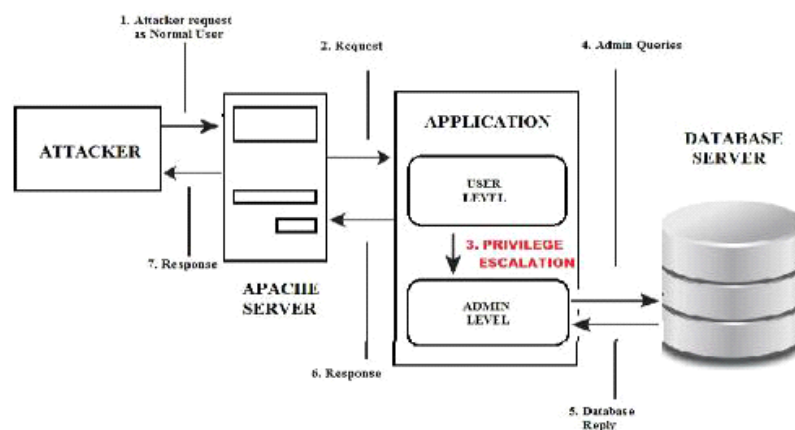 1. Attacker request
as Normal User
2. Request
4. Admin Queries
ATTACKER
APPLICATION
DATABASE
SERVER
USER
LEVEL
3. PRIVILEGE
ESCALATION
7. Response
APACHE
SERVER
ADMIN
LEVEL
6. Response
5. Database
Reply